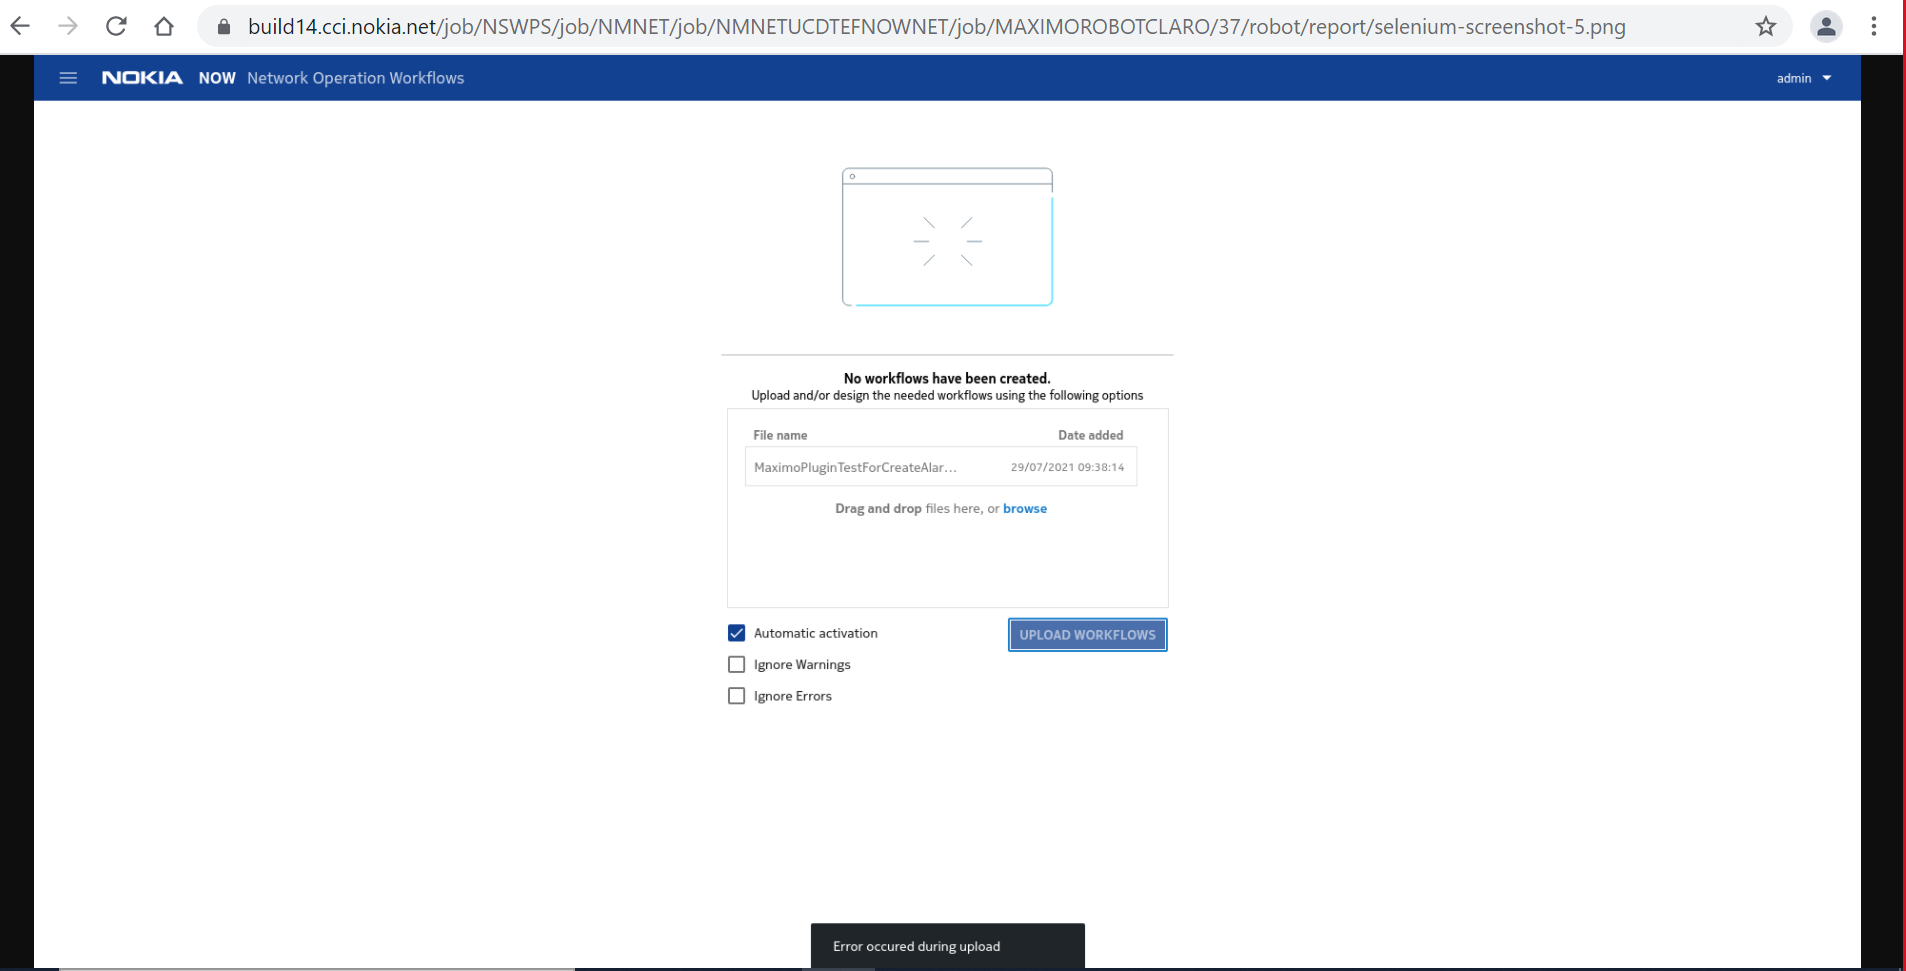 build14.cci.nokia.net/job/NSWPS/job/NMNET/job/NMNETUCDTEFNOWNET/job/MAXIMOROBOTCLARO/37/robot/report/selenium-screenshot-5.png
NOKIA NOW Network Operation Workflows admin
No workflows have been created.
Upload and/or design the needed workflows using the following options
File name Date added
MaximoPluginTestForCreateAlar... 29/07/2021 09:38:14
Drag and drop files here, or browse
Automatic activation UPLOAD WORKFLOWS
Ignore Warnings
Ignore Errors
Error occured during upload